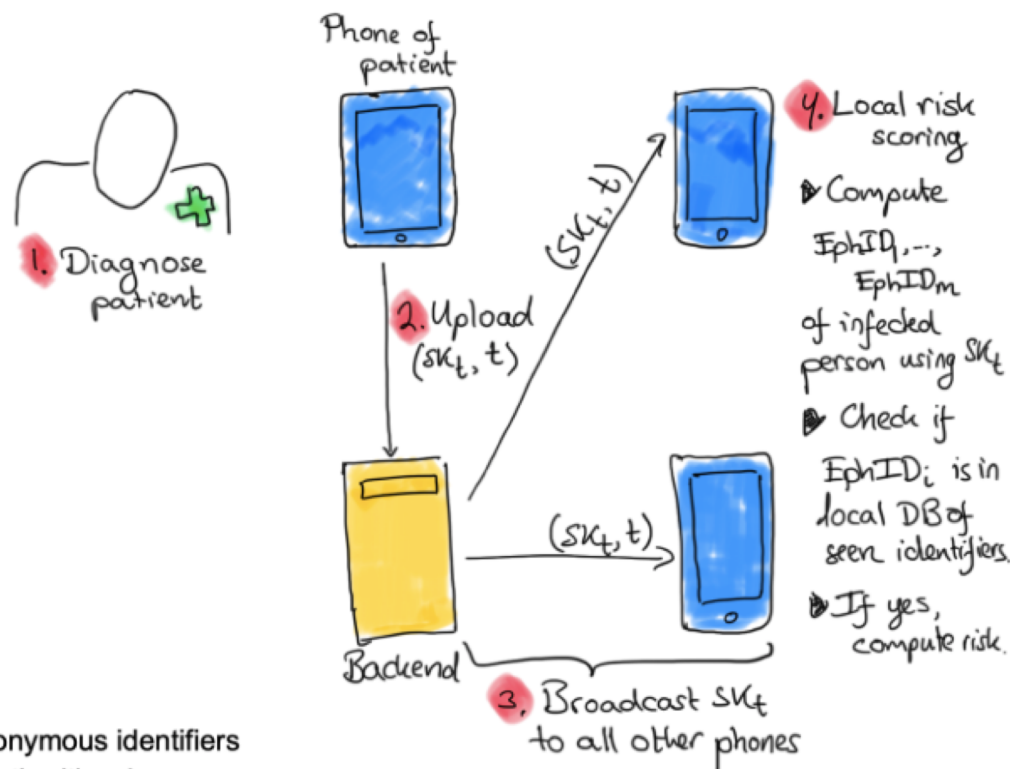 Phone of
patient
1. Diagnose
patient
2. Upload
(SKt, t)
(SKt, t)
(SKt, t)
Backend
3. Broadcast SKt
to all other phones
4. Local risk
scoring
Compute
EphID1, ...,
EphIDm
of infected
person using SKt
Check if
EphIDi is in
local DB of
seen identifiers.
If yes,
compute risk.
onymous identifiers